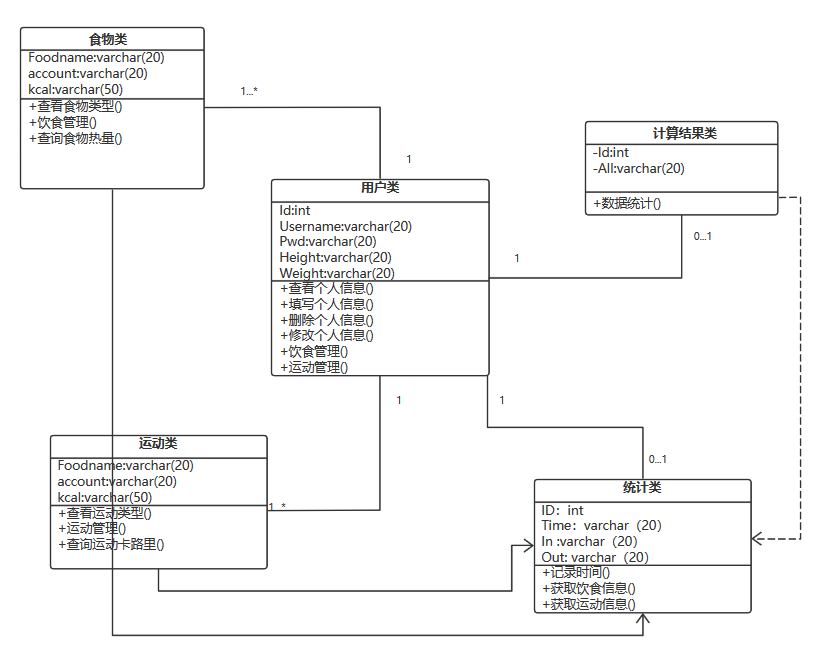 食物类
Foodname:varchar(20)
account:varchar(20)
kcal:varchar(50)
+查看食物类型()
+饮食管理()
+查询食物热量()
1...*
1
计算结果类
-Id:int
-All:varchar(20)
+数据统计()
用户类
Id:int
Username:varchar(20)
Pwd:varchar(20)
Height:varchar(20)
Weight:varchar(20)
+查看个人信息()
+填写个人信息()
+删除个人信息()
+修改个人信息()
+饮食管理()
+运动管理()
1
0...1
1
1
0...1
运动类
Foodname:varchar(20)
account:varchar(20)
kcal:varchar(50)
+查看运动类型()
+运动管理()
+查询运动卡路里()
1...*
统计类
ID：int
Time：varchar（20）
In :varchar（20）
Out: varchar（20）
+记录时间()
+获取饮食信息()
+获取运动信息()